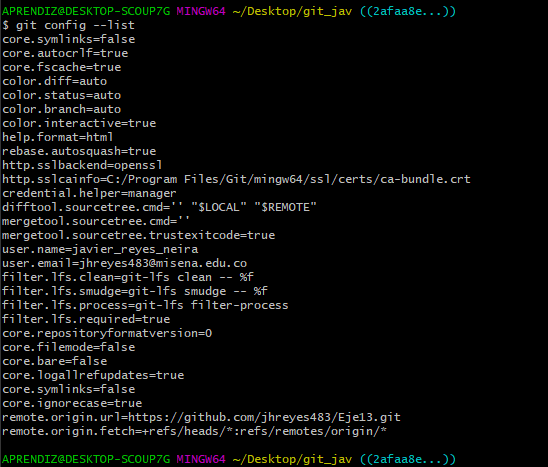 APRENDIZ@DESKTOP-SCOUP7G MINGW64 ~/Desktop/git_jav ((2afaa8e...))
$ git config --list
core.symlinks=false
core.autocrlf=true
core.fscache=true
color.diff=auto
color.status=auto
color.branch=auto
color.interactive=true
help.format=html
rebase.autosquash=true
http.sslbackend=openssl
http.sslcainfo=C:/Program Files/Git/mingw64/ssl/certs/ca-bundle.crt
credential.helper=manager
difftool.sourcetree.cmd='' "$LOCAL" "$REMOTE"
mergetool.sourcetree.cmd=''
mergetool.sourcetree.trustexitcode=true
user.name=javier_reyes_neira
user.email=jhreyes483@misena.edu.co
filter.lfs.clean=git-lfs clean -- %f
filter.lfs.smudge=git-lfs smudge -- %f
filter.lfs.process=git-lfs filter-process
filter.lfs.required=true
core.repositoryformatversion=0
core.filemode=false
core.bare=false
core.logallrefupdates=true
core.symlinks=false
core.ignorecase=true
remote.origin.url=https://github.com/jhreyes483/Eje13.git
remote.origin.fetch=+refs/heads/*:refs/remotes/origin/*
APRENDIZ@DESKTOP-SCOUP7G MINGW64 ~/Desktop/git_jav ((2afaa8e...))